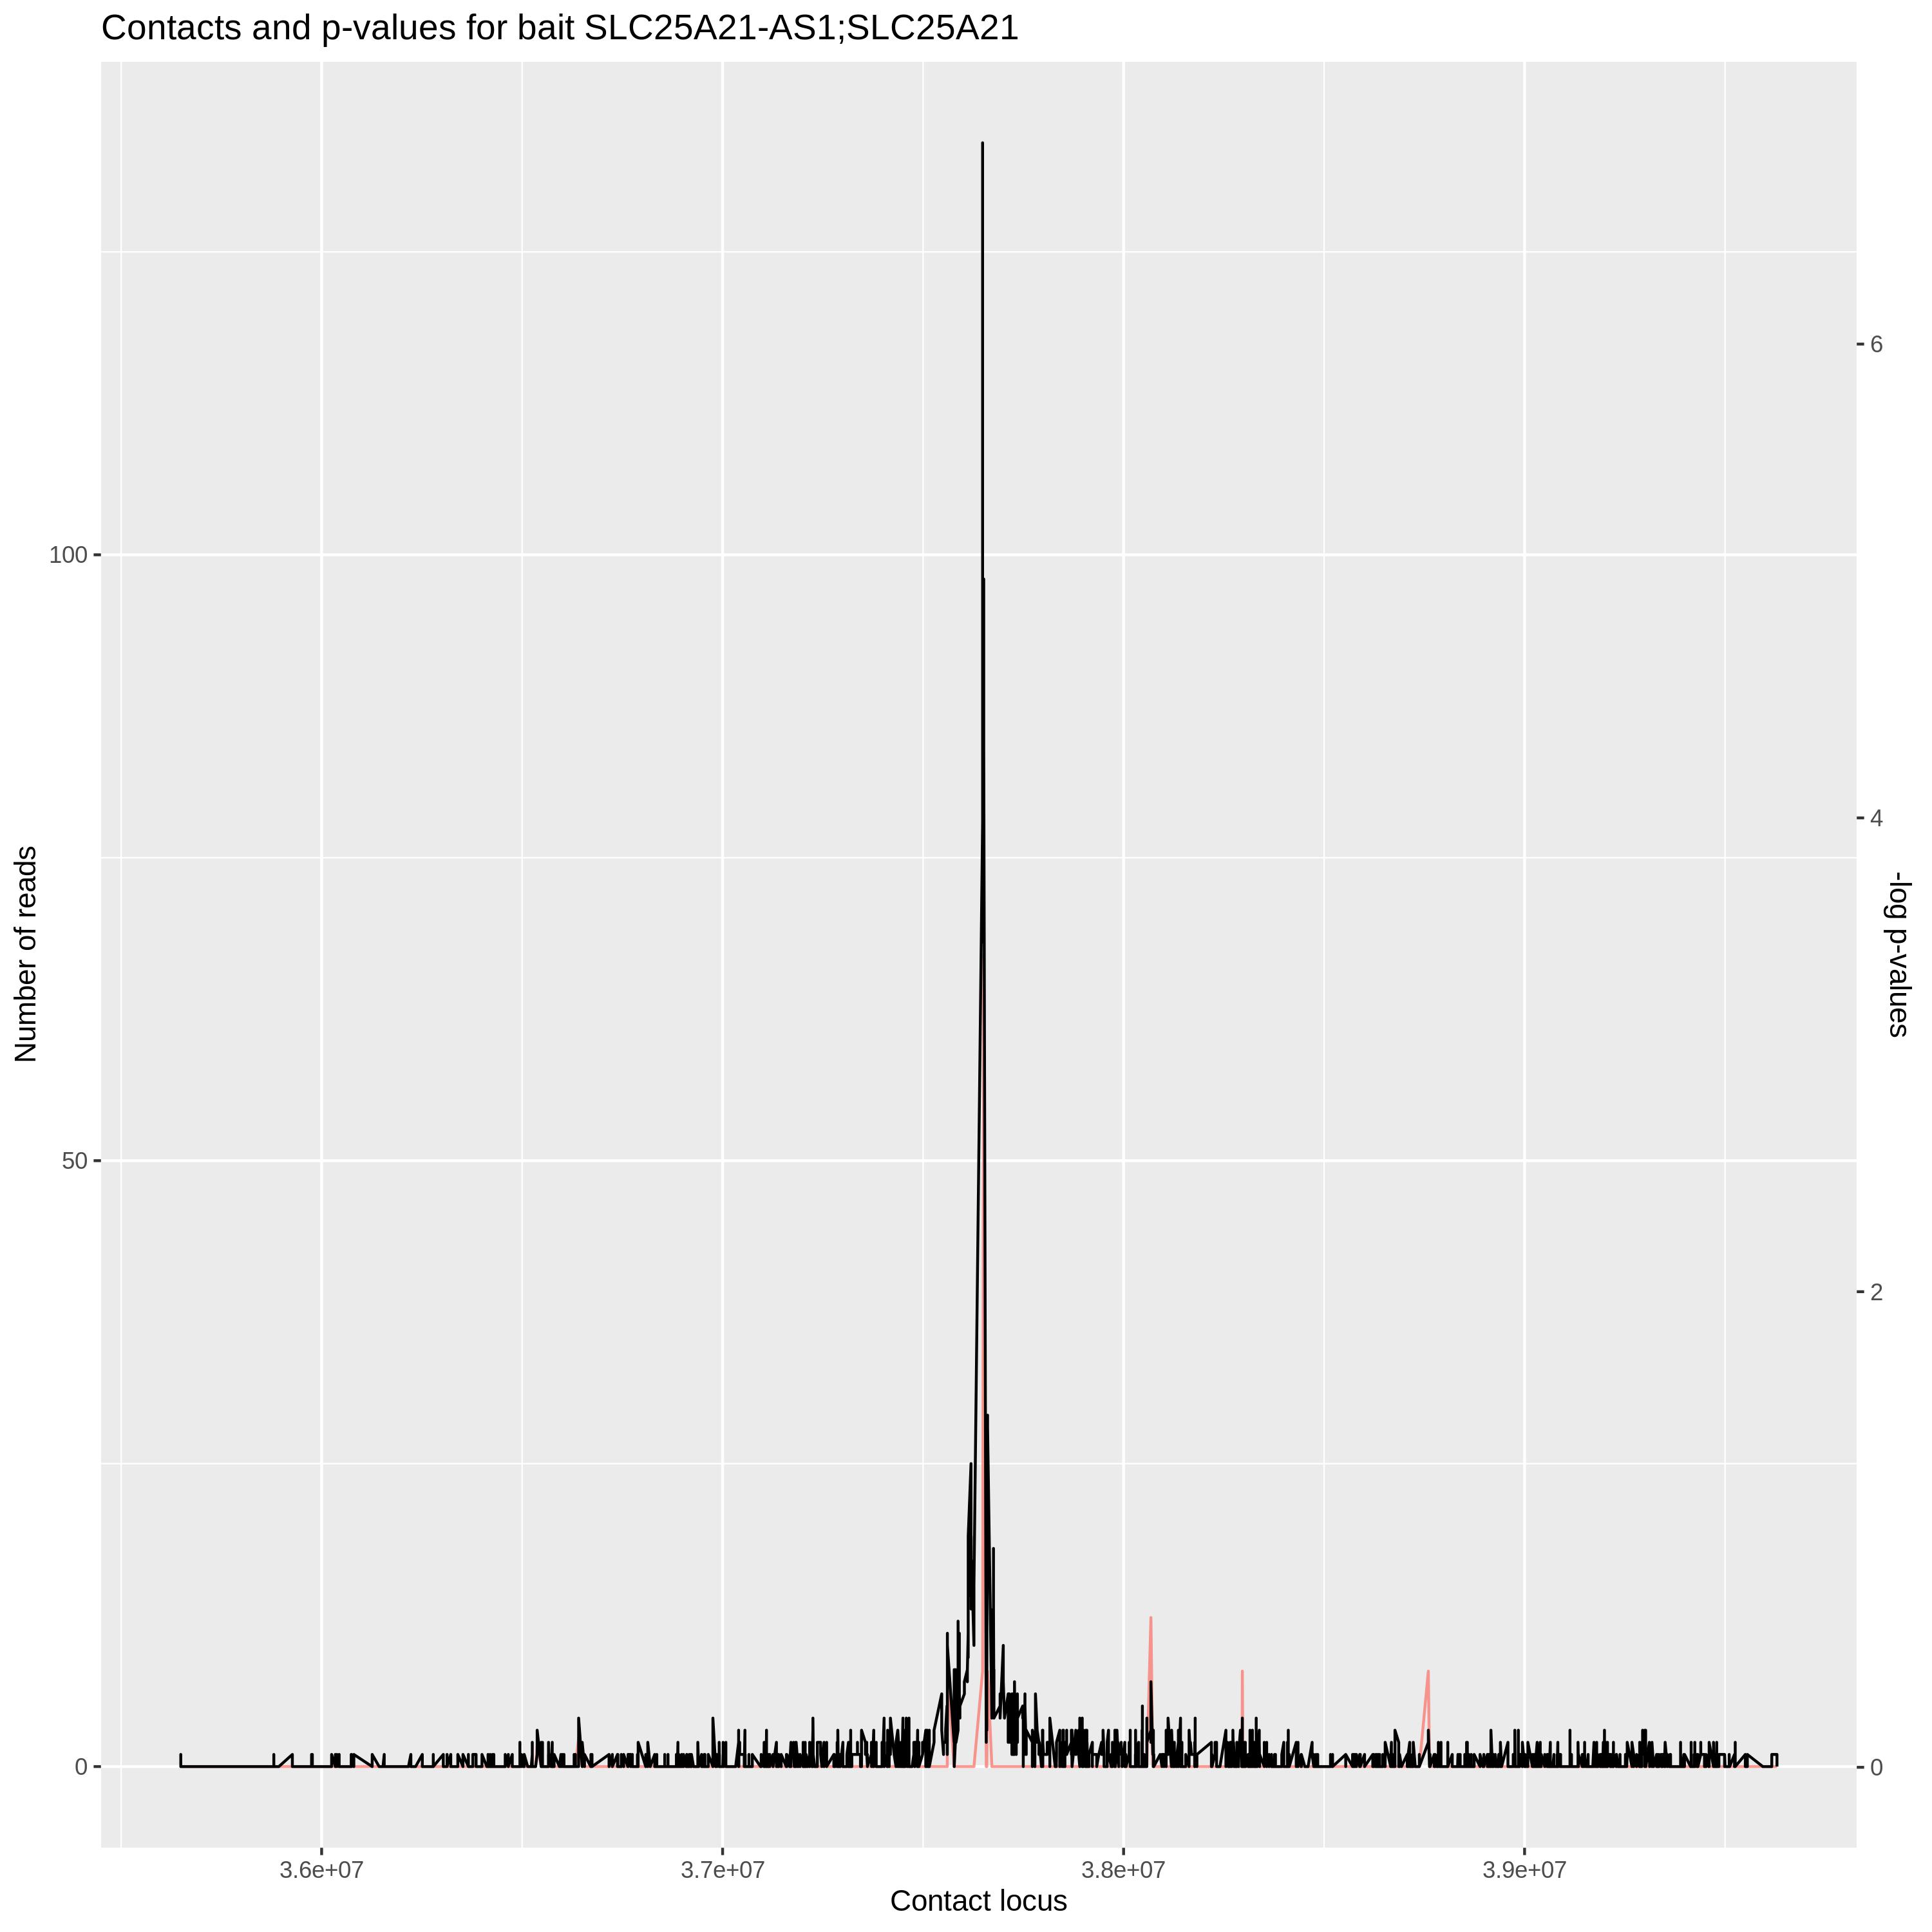 Contacts and p-values for bait SLC25A21-AS1;SLC25A21
Number of reads
100
50
0
6
4
2
0
-log p-values
3.6e+07
3.7e+07
3.8e+07
3.9e+07
Contact locus